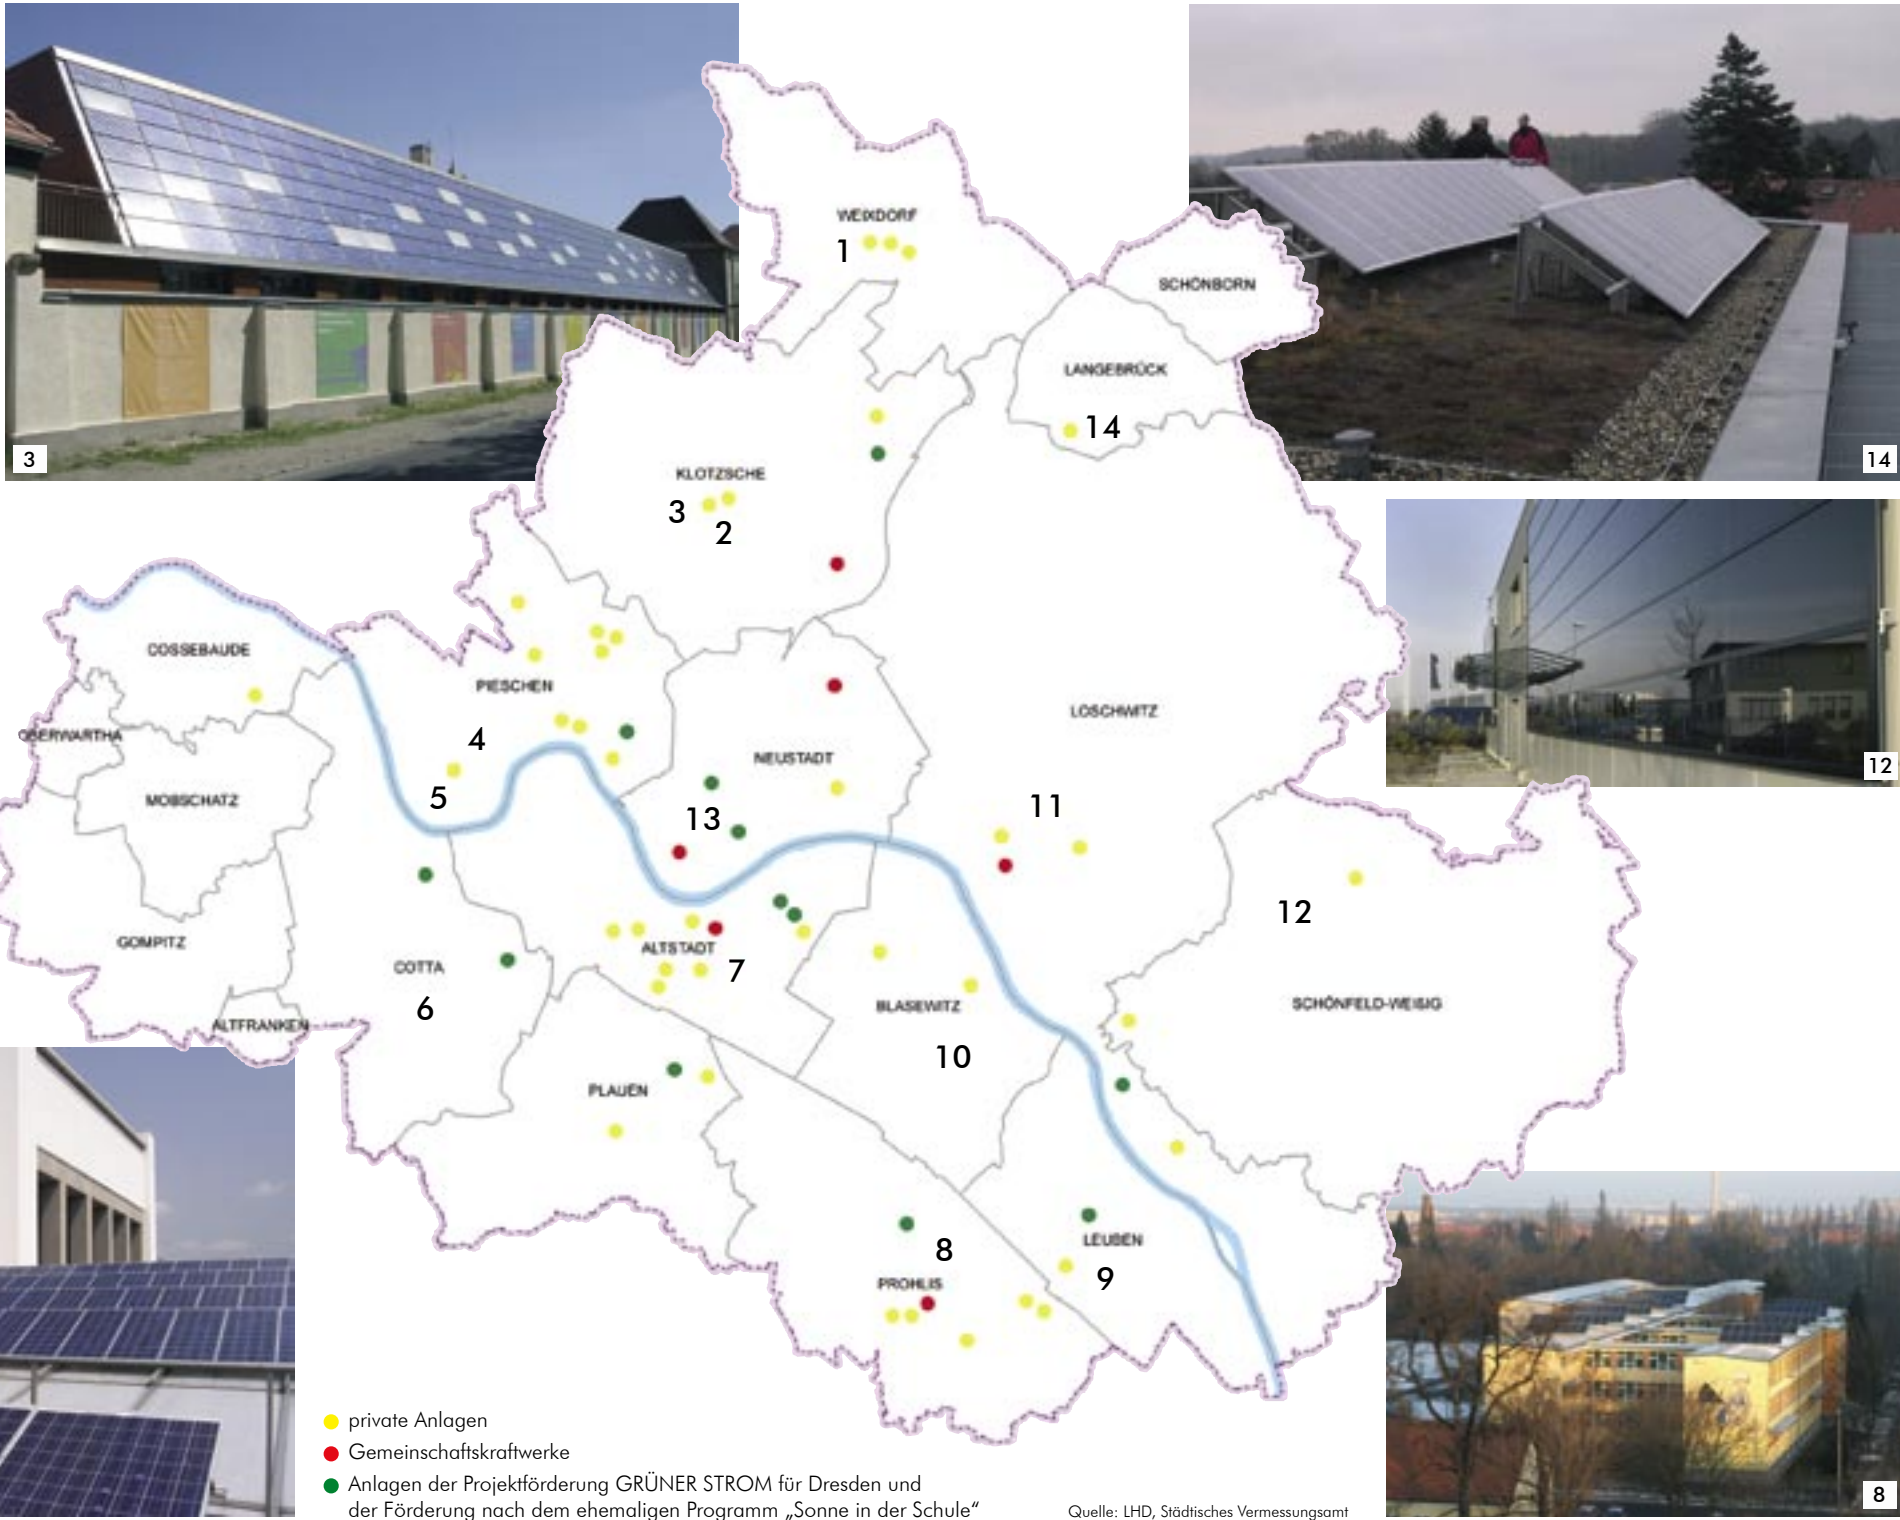 3
14
WEIXDORF
1
SCHÖNBORN
LANGEBRÜCK
14
KLOTZSCHE
3
2
12
COSSEBAUDE
PIESCHEN
4
5
OBERWARTHA
MOBSCHATZ
NEUSTADT
13
LOSCHWITZ
11
12
GOMPITZ
COTTA
6
ALTFRANKEN
ALTSTADT
7
BLASEWITZ
10
SCHÖNFELD-WEIßIG
PLAUEN
8
PROHLIS
LEUBEN
9
private Anlagen
Gemeinschaftskraftwerke
Anlagen der Projektförderung GRÜNER STROM für Dresden und
der Förderung nach dem ehemaligen Programm „Sonne in der Schule“
Quelle: LHD, Städtisches Vermessungsamt
8